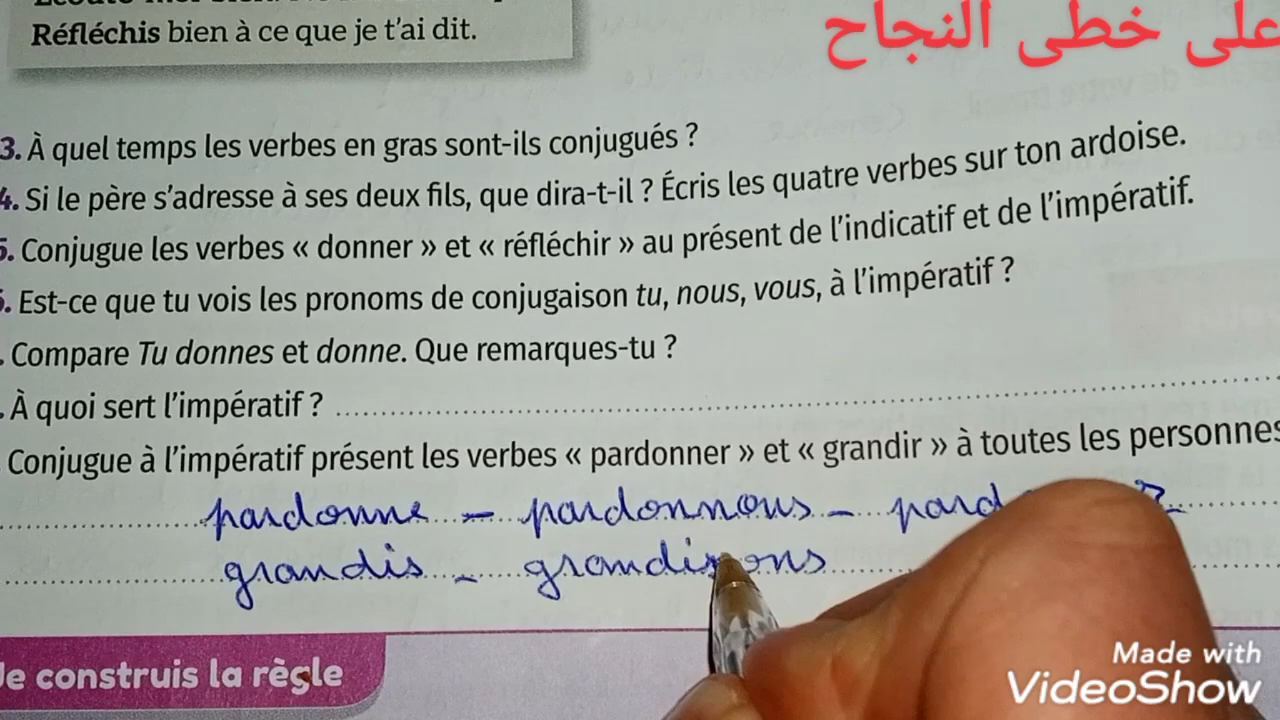 Réfléchis bien à ce que je t'ai dit.
على خطى النجاح
3. À quel temps les verbes en gras sont-ils conjugués ?
4. Si le père s'adresse à ses deux fils, que dira-t-il ? Écris les quatre verbes sur ton ardoise.
5. Conjugue les verbes « donner » et « réfléchir » au présent de l'indicatif et de l'impératif.
6. Est-ce que tu vois les pronoms de conjugaison tu, nous, vous, à l'impératif ?
. Compare Tu donnes et donne. Que remarques-tu ?
. À quoi sert l'impératif ?
Conjugue à l'impératif présent les verbes « pardonner » et « grandir » à toutes les personnes
pardonne - pardonnons -
grandis -
Je construis la règle
Made with
VideoShow